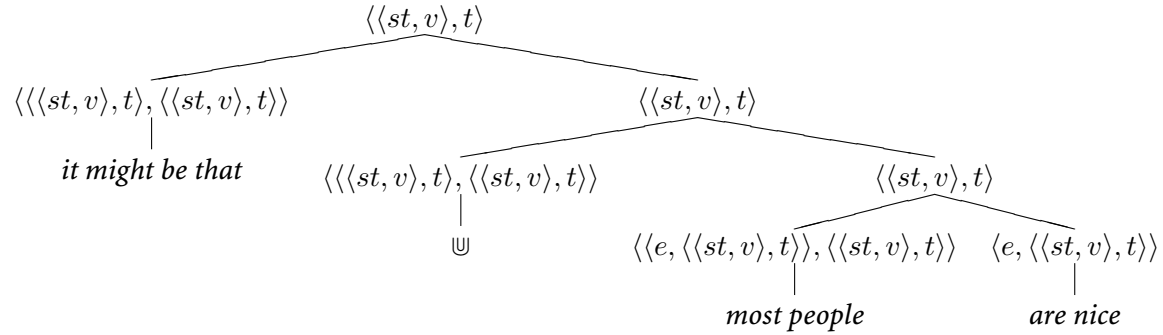 ⟨⟨st, v⟩, t⟩
⟨⟨⟨st, v⟩, t⟩, ⟨⟨st, v⟩, t⟩⟩ ⟨⟨st, v⟩, t⟩
it might be that ⟨⟨⟨st, v⟩, t⟩, ⟨⟨st, v⟩, t⟩⟩ ⟨⟨st, v⟩, t⟩
⋓ ⟨⟨e, ⟨⟨st, v⟩, t⟩⟩, ⟨⟨st, v⟩, t⟩⟩ ⟨e, ⟨⟨st, v⟩, t⟩⟩
most people are nice